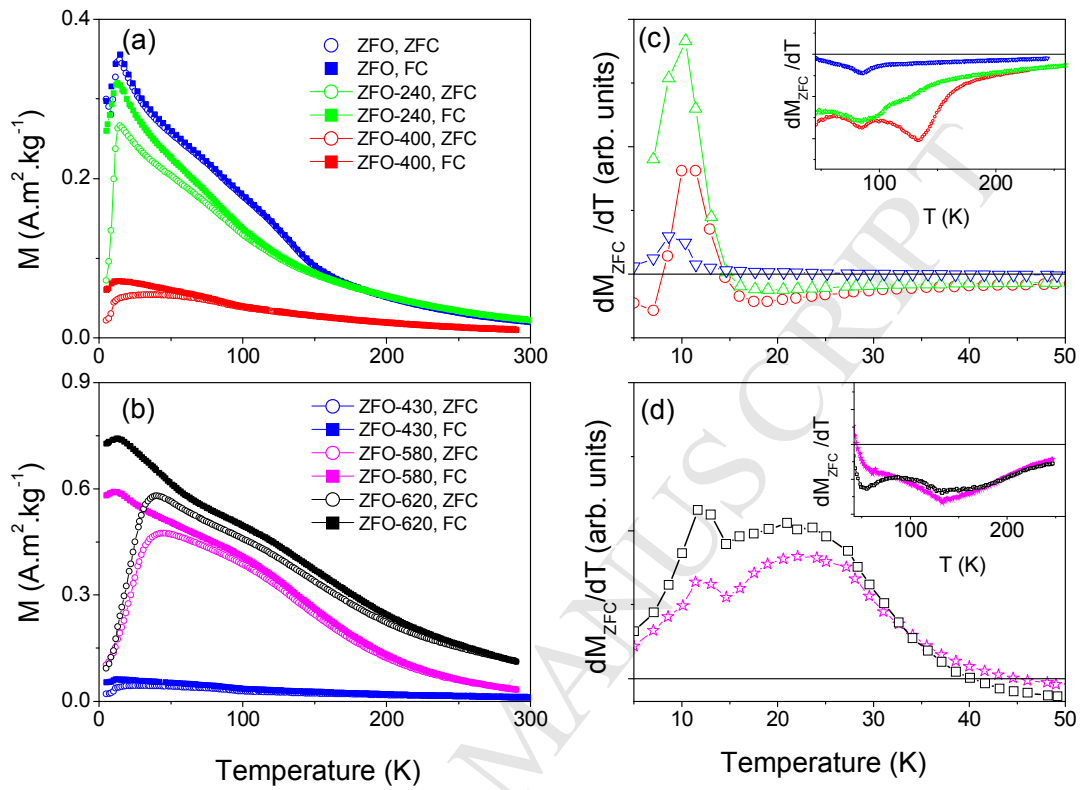 (a)
ZFO, ZFC
ZFO, FC
ZFO-240, ZFC
ZFO-240, FC
ZFO-400, ZFC
ZFO-400, FC
M (A.m².kg⁻¹)
0.4
0.2
0.0
0 100 200 300
(c)
dM_ZFC/dT (arb. units)
10 20 30 40 50
dM_ZFC/dT
100 200
T (K)
(b)
ZFO-430, ZFC
ZFO-430, FC
ZFO-580, ZFC
ZFO-580, FC
ZFO-620, ZFC
ZFO-620, FC
M (A.m².kg⁻¹)
0.9
0.6
0.3
0.0
0 100 200 300
Temperature (K)
(d)
dM_ZFC/dT (arb. units)
10 20 30 40 50
Temperature (K)
dM_ZFC/dT
100 200
T (K)
MANUSCRIPT